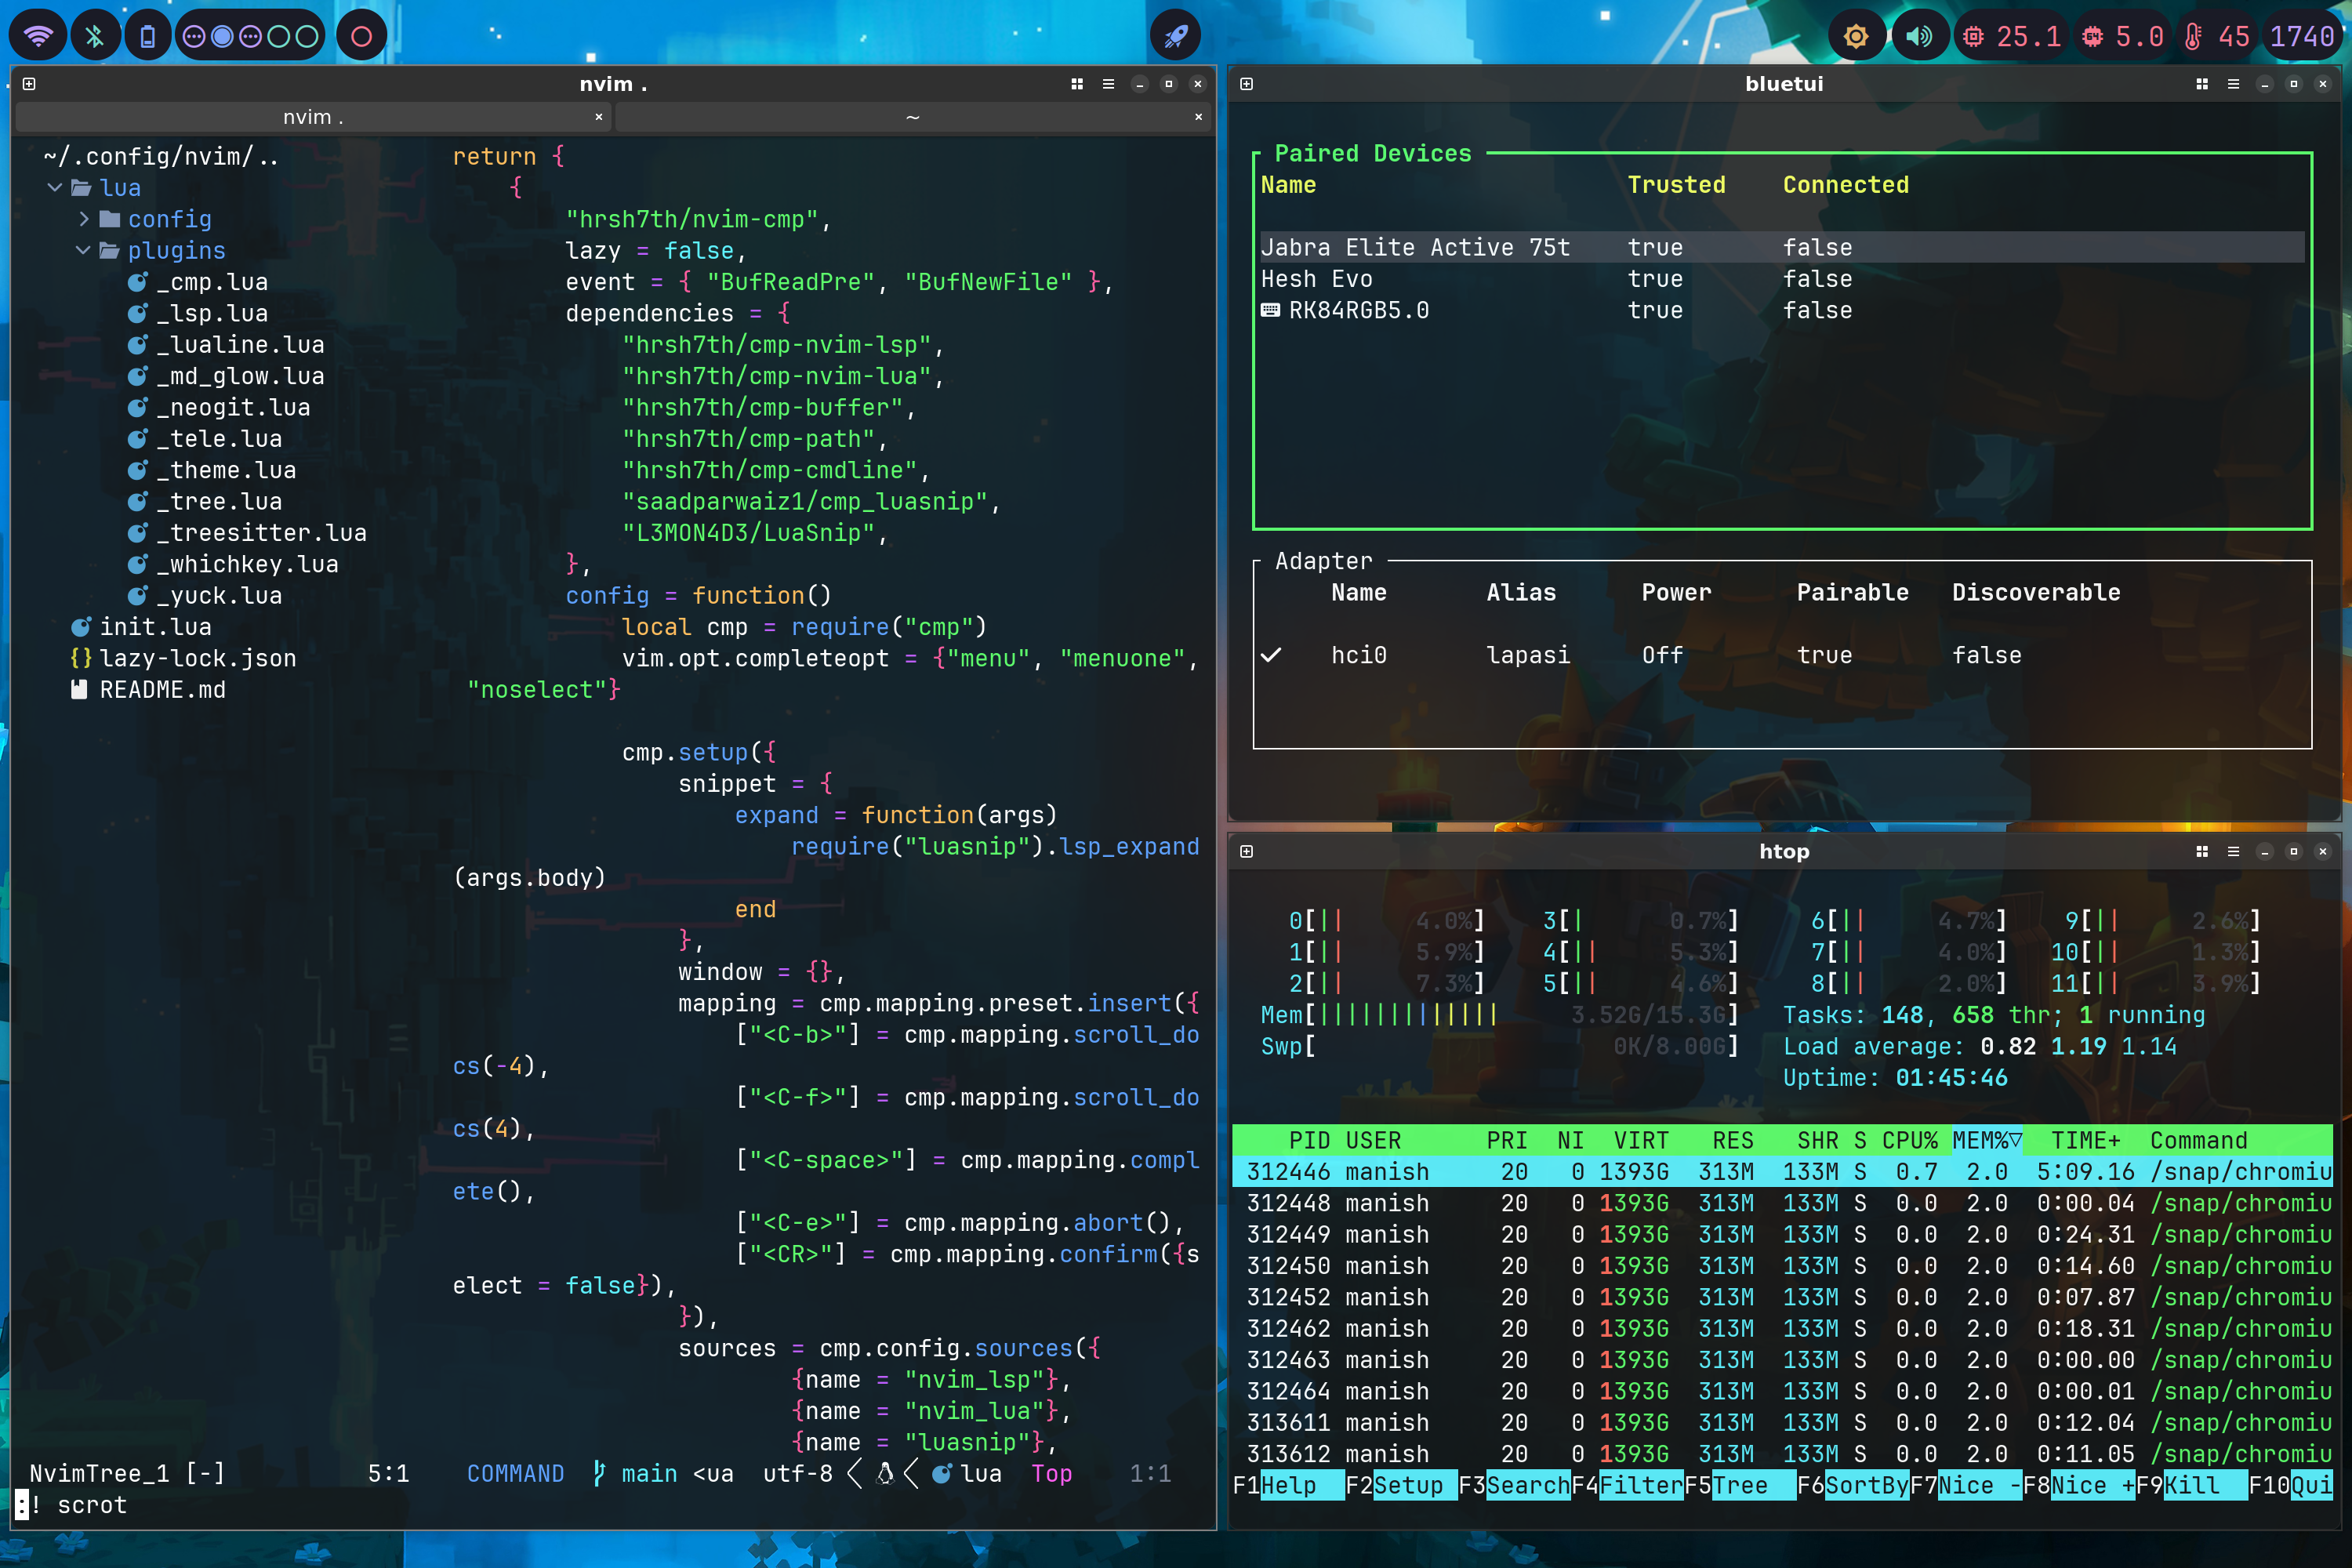 25.1 5.0 45 1740
nvim .
nvim . ~
~/.config/nvim/..
lua
config
plugins
_cmp.lua
_lsp.lua
_lualine.lua
_md_glow.lua
_neogit.lua
_tele.lua
_theme.lua
_tree.lua
_treesitter.lua
_whichkey.lua
_yuck.lua
init.lua
{} lazy-lock.json
README.md
return {
{
"hrsh7th/nvim-cmp",
lazy = false,
event = { "BufReadPre", "BufNewFile" },
dependencies = {
"hrsh7th/cmp-nvim-lsp",
"hrsh7th/cmp-nvim-lua",
"hrsh7th/cmp-buffer",
"hrsh7th/cmp-path",
"hrsh7th/cmp-cmdline",
"saadparwaiz1/cmp_luasnip",
"L3MON4D3/LuaSnip",
},
config = function()
local cmp = require("cmp")
vim.opt.completeopt = {"menu", "menuone",
"noselect"}
cmp.setup({
snippet = {
expand = function(args)
require("luasnip").lsp_expand
(args.body)
end
},
window = {},
mapping = cmp.mapping.preset.insert({
["<C-b>"] = cmp.mapping.scroll_do
cs(-4),
["<C-f>"] = cmp.mapping.scroll_do
cs(4),
["<C-space>"] = cmp.mapping.compl
ete(),
["<C-e>"] = cmp.mapping.abort(),
["<CR>"] = cmp.mapping.confirm({s
elect = false}),
}),
sources = cmp.config.sources({
{name = "nvim_lsp"},
{name = "nvim_lua"},
{name = "luasnip"},
NvimTree_1 [-] 5:1 COMMAND main <ua utf-8 lua Top 1:1
:! scrot
bluetui
Paired Devices
Name Trusted Connected
Jabra Elite Active 75t true false
Hesh Evo true false
RK84RGB5.0 true false
Adapter
Name Alias Power Pairable Discoverable
hci0 lapasi Off true false
htop
0[|| 4.0%] 3[| 0.7%] 6[|| 4.7%] 9[|| 2.6%]
1[|| 5.9%] 4[|| 5.3%] 7[|| 4.0%] 10[|| 1.3%]
2[|| 7.3%] 5[|| 4.6%] 8[|| 2.0%] 11[|| 3.9%]
Mem[||||||||||||| 3.52G/15.3G] Tasks: 148, 658 thr; 1 running
Swp[ 0K/8.00G] Load average: 0.82 1.19 1.14
Uptime: 01:45:46
PID USER PRI NI VIRT RES SHR S CPU% MEM%▽ TIME+ Command
312446 manish 20 0 1393G 313M 133M S 0.7 2.0 5:09.16 /snap/chromiu
312448 manish 20 0 1393G 313M 133M S 0.0 2.0 0:00.04 /snap/chromiu
312449 manish 20 0 1393G 313M 133M S 0.0 2.0 0:24.31 /snap/chromiu
312450 manish 20 0 1393G 313M 133M S 0.0 2.0 0:14.60 /snap/chromiu
312452 manish 20 0 1393G 313M 133M S 0.0 2.0 0:07.87 /snap/chromiu
312462 manish 20 0 1393G 313M 133M S 0.0 2.0 0:18.31 /snap/chromiu
312463 manish 20 0 1393G 313M 133M S 0.0 2.0 0:00.00 /snap/chromiu
312464 manish 20 0 1393G 313M 133M S 0.0 2.0 0:00.01 /snap/chromiu
313611 manish 20 0 1393G 313M 133M S 0.0 2.0 0:12.04 /snap/chromiu
313612 manish 20 0 1393G 313M 133M S 0.0 2.0 0:11.05 /snap/chromiu
F1Help F2Setup F3SearchF4FilterF5Tree F6SortByF7Nice -F8Nice +F9Kill F10Qui